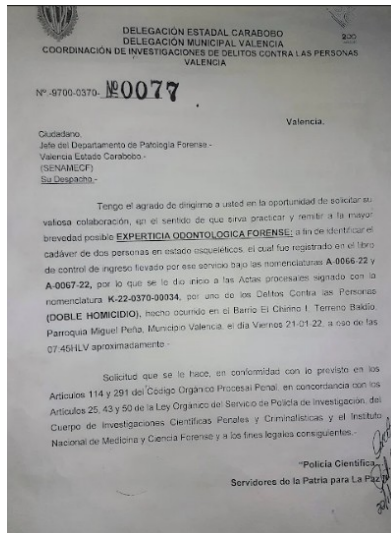 DELEGACIÓN ESTADAL CARABOBO
DELEGACIÓN MUNICIPAL VALENCIA
COORDINACIÓN DE INVESTIGACIONES DE DELITOS CONTRA LAS PERSONAS
VALENCIA
200
Nº.-9700-0370- Nº 0077
Valencia,
Ciudadano.
Jefe del Departamento de Patología Forense.-
Valencia Estado Carabobo.-
(SENAMECF)
Su Despacho.-
Tengo el agrado de dirigirme a usted en la oportunidad de solicitar su
valiosa colaboración, en el sentido de que sirva practicar y remitir a la mayor
brevedad posible EXPERTICIA ODONTOLOGICA FORENSE: a fin de identificar el
cadáver de dos personas en estado esqueléticos, el cual fue registrado en el libro
de control de ingreso llevado por ese servicio bajo las nomenclaturas A-0066-22 y
A-0067-22, por lo que se le dio inicio a las Actas procesales signado con la
nomenclatura K-22-0370-00034, por uno de los Delitos Contra las Personas
(DOBLE HOMICIDIO), hecho ocurrido en el Barrio El Chirino I. Terreno Baldío,
Parroquia Miguel Peña, Municipio Valencia, el día Viernes 21-01-22, a eso de las
07:45HLV aproximadamente.-
Solicitud que se le hace, en conformidad con lo previsto en los
Artículos 114 y 291 del Código Orgánico Procesal Penal, en concordancia con los
Artículos 25, 43 y 50 de la Ley Orgánica del Servicio de Policía de Investigación, del
Cuerpo de Investigaciones Científicas Penales y Criminalísticas y el Instituto
Nacional de Medicina y Ciencia Forense y a los fines legales consiguientes.-
"Policía Científica,
Servidores de la Patria para La Paz